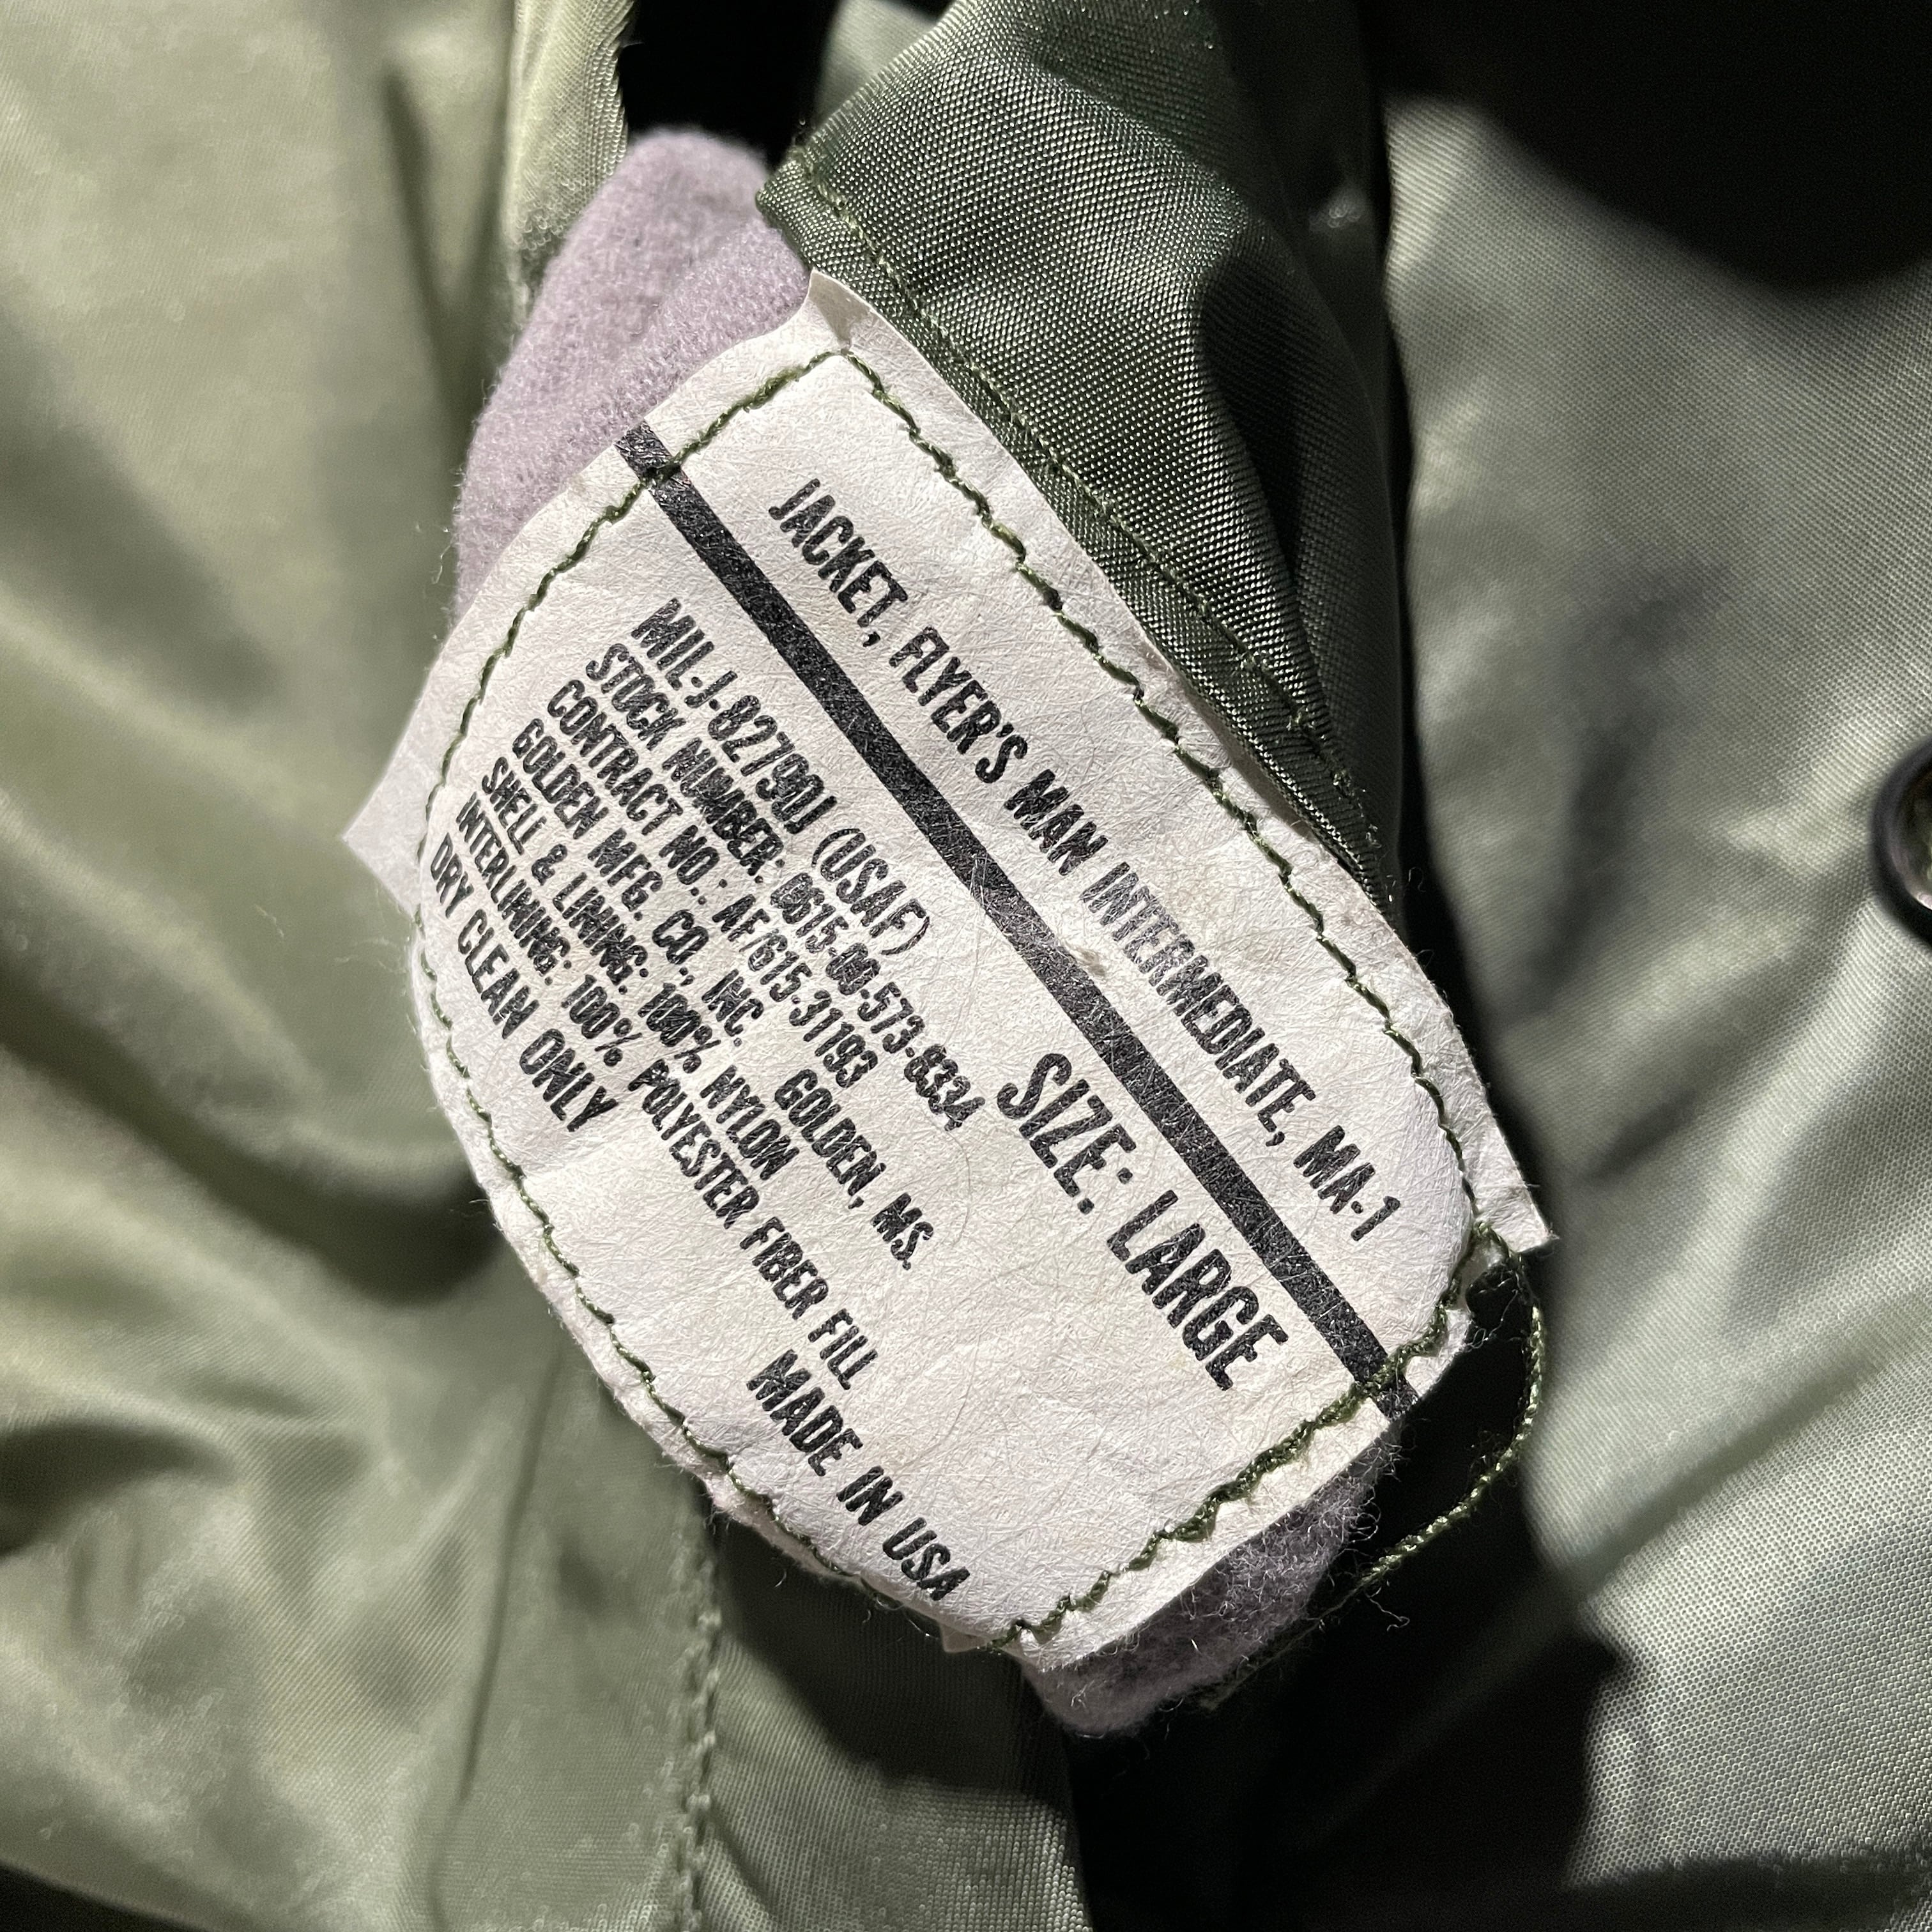 JACKET, FLYER'S MAN INTERMEDIATE, MA-1
SIZE: LARGE
MIL-J-8279OJ (USAF)
STOCK NUMBER: 0615-00-573-8334
CONTRACT NO.: AF/615-31193
GOLDEN MFG. CO., INC. GOLDEN, MS.
SHELL & LINING: 100% NYLON
INTERLINING: 100% POLYESTER FIBER FILL
DRY CLEAN ONLY
MADE IN USA